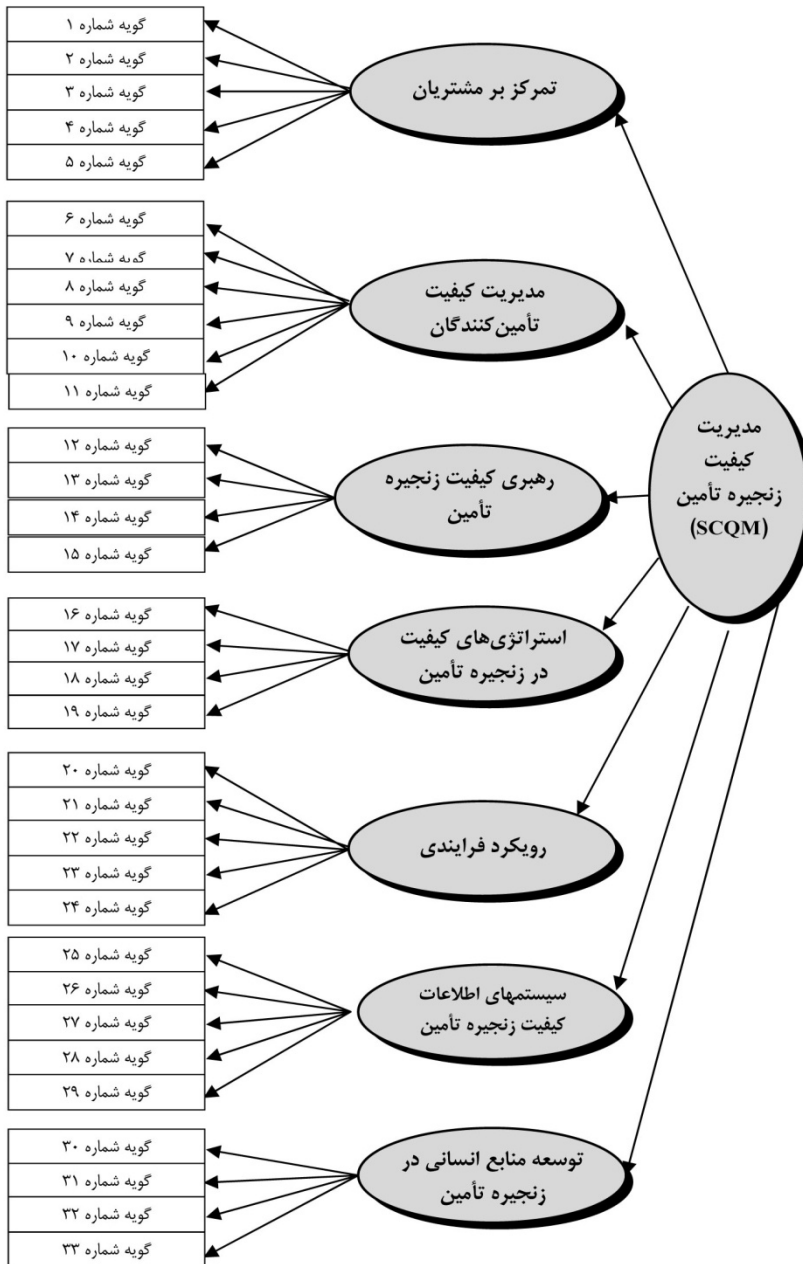 گویه شماره ۱
گویه شماره ۲
گویه شماره ۳
گویه شماره ۴
گویه شماره ۵
تمرکز بر مشتریان
گویه شماره ۶
گویه شماره ۷
گویه شماره ۸
گویه شماره ۹
گویه شماره ۱۰
گویه شماره ۱۱
مدیریت کیفیت
تأمین‌کنندگان
مدیریت
کیفیت
زنجیره تأمین
(SCQM)
گویه شماره ۱۲
گویه شماره ۱۳
گویه شماره ۱۴
گویه شماره ۱۵
رهبری کیفیت زنجیره
تأمین
گویه شماره ۱۶
گویه شماره ۱۷
گویه شماره ۱۸
گویه شماره ۱۹
استراتژی‌های کیفیت
در زنجیره تأمین
گویه شماره ۲۰
گویه شماره ۲۱
گویه شماره ۲۲
گویه شماره ۲۳
گویه شماره ۲۴
رویکرد فرایندی
گویه شماره ۲۵
گویه شماره ۲۶
گویه شماره ۲۷
گویه شماره ۲۸
گویه شماره ۲۹
سیستمهای اطلاعات
کیفیت زنجیره تأمین
گویه شماره ۳۰
گویه شماره ۳۱
گویه شماره ۳۲
گویه شماره ۳۳
توسعه منابع انسانی در
زنجیره تأمین